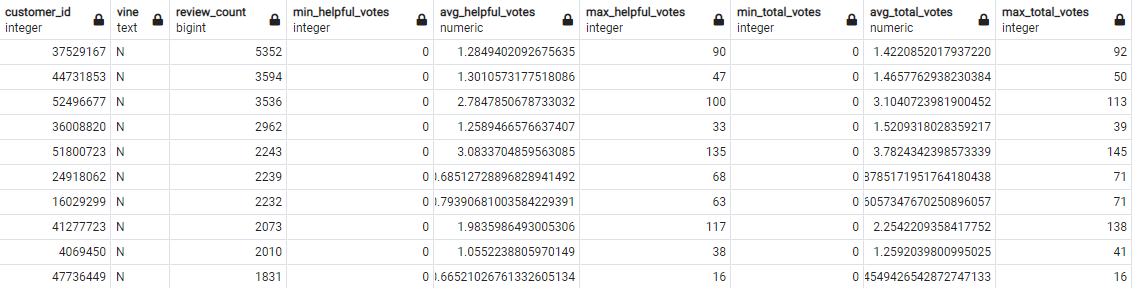 customer_id vine review_count min_helpful_votes avg_helpful_votes max_helpful_votes min_total_votes avg_total_votes max_total_votes
integer text bigint integer numeric integer integer numeric integer
37529167 N 5352 0 1.2849402092675635 90 0 1.4220852017937220 92
44731853 N 3594 0 1.3010573177518086 47 0 1.4657762938230384 50
52496677 N 3536 0 2.7847850678733032 100 0 3.1040723981900452 113
36008820 N 2962 0 1.2589466576637407 33 0 1.5209318028359217 39
51800723 N 2243 0 3.0833704859563085 135 0 3.7824342398573339 145
24918062 N 2239 0 0.68512728896828941492 68 0 8785171951764180438 71
16029299 N 2232 0 0.79390681003584229391 63 0 6057347670250896057 71
41277723 N 2073 0 1.9835986493005306 117 0 2.2542209358417752 138
4069450 N 2010 0 1.0552238805970149 38 0 1.2592039800995025 41
47736449 N 1831 0 0.66521026761332605134 16 0 4549426542872747133 16